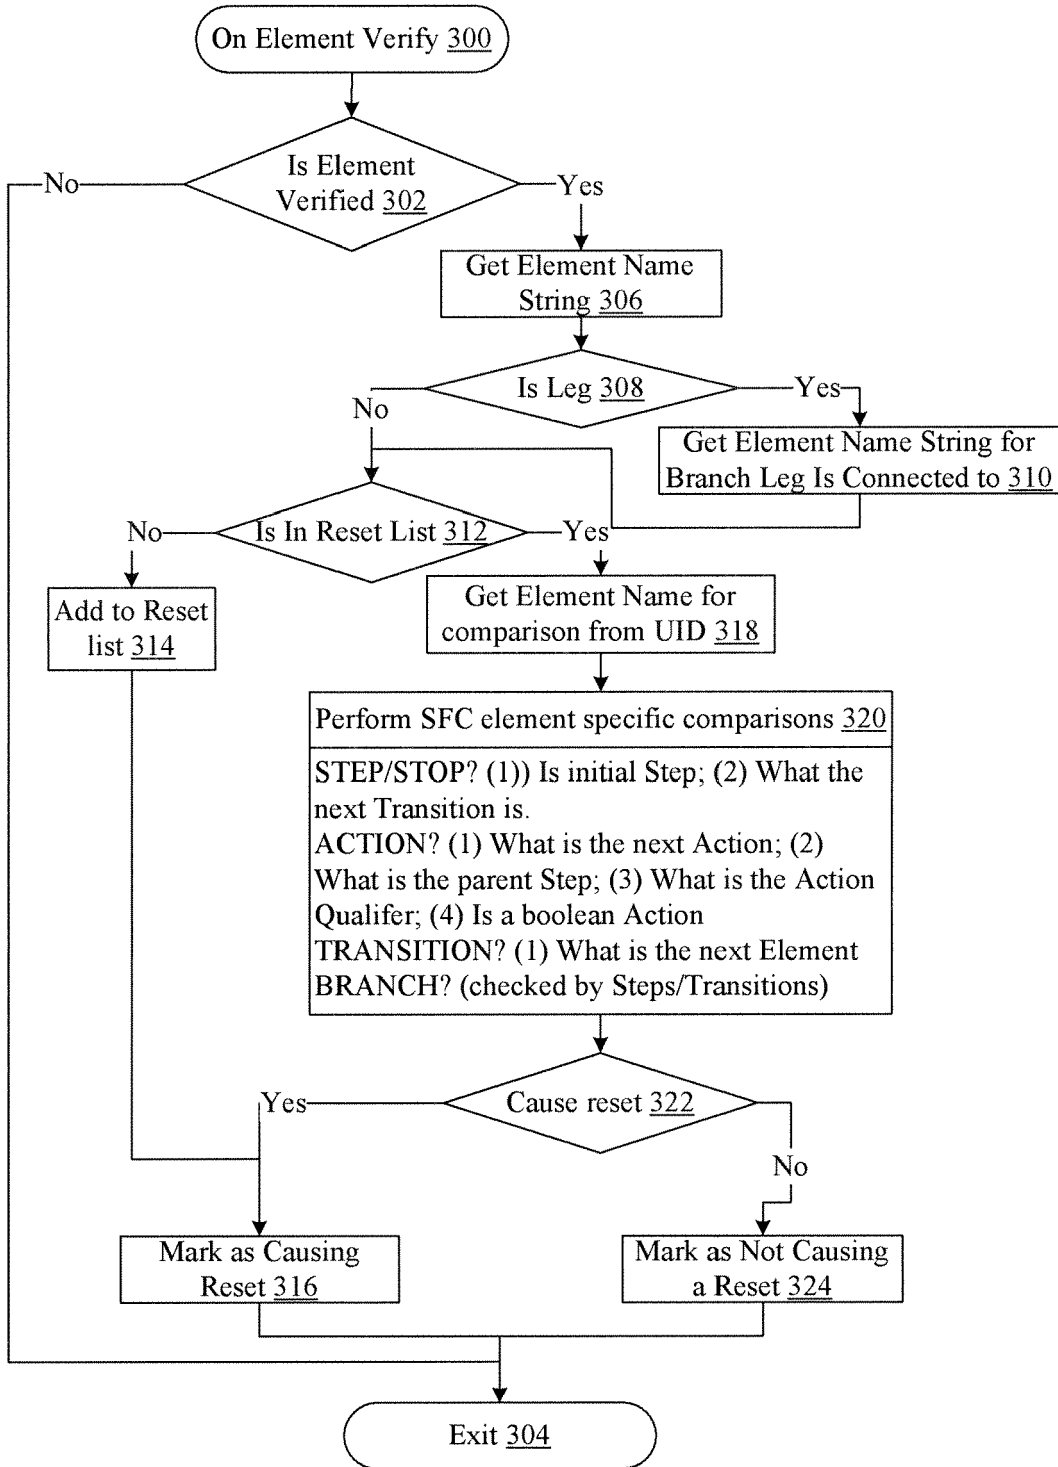 On Element Verify 300
Is Element
Verified 302
No
Yes
Get Element Name
String 306
Is Leg 308
Yes
No
Get Element Name String for
Branch Leg Is Connected to 310
Is In Reset List 312
No
Yes
Add to Reset
list 314
Get Element Name for
comparison from UID 318
Perform SFC element specific comparisons 320
STEP/STOP? (1)) Is initial Step; (2) What the
next Transition is.
ACTION? (1) What is the next Action; (2)
What is the parent Step; (3) What is the Action
Qualifer; (4) Is a boolean Action
TRANSITION? (1) What is the next Element
BRANCH? (checked by Steps/Transitions)
Cause reset 322
Yes
No
Mark as Causing
Reset 316
Mark as Not Causing
a Reset 324
Exit 304